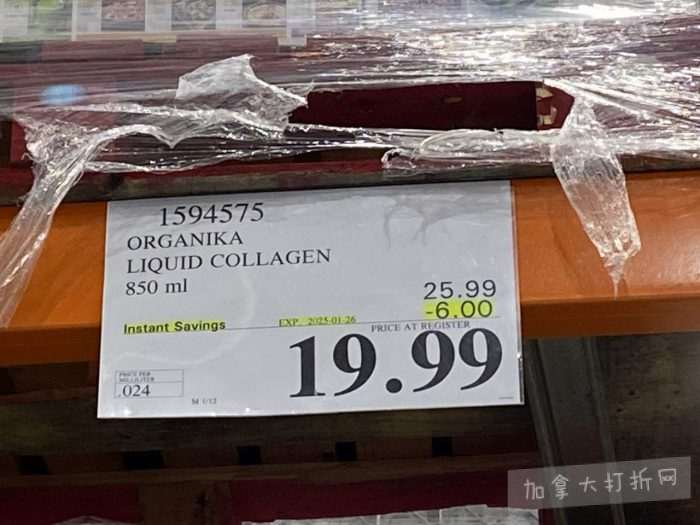 1594575
ORGANIKA
LIQUID COLLAGEN
850 ml
25.99
-6.00
Instant Savings
EXP. 2025-01-26
PRICE AT REGISTER
19.99
PRICE PER
MILLILITER
.024
M 1/12
加拿大打折网